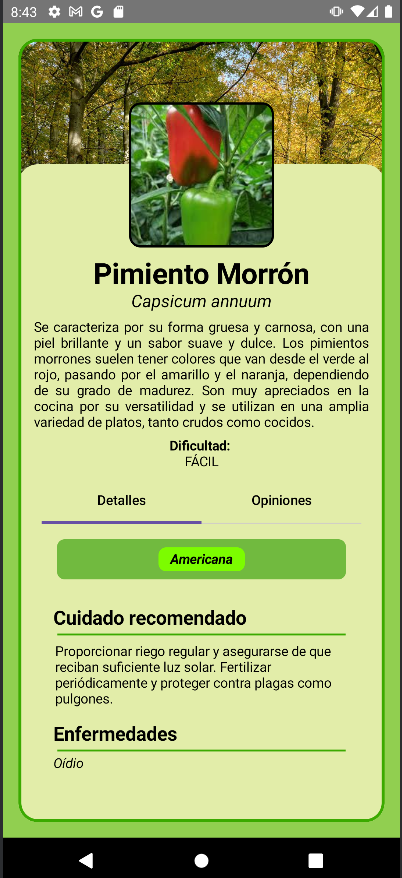 8:43
Pimiento Morrón
Capsicum annuum
Se caracteriza por su forma gruesa y carnosa, con una
piel brillante y un sabor suave y dulce. Los pimientos
morrones suelen tener colores que van desde el verde al
rojo, pasando por el amarillo y el naranja, dependiendo
de su grado de madurez. Son muy apreciados en la
cocina por su versatilidad y se utilizan en una amplia
variedad de platos, tanto crudos como cocidos.
Dificultad:
FÁCIL
Detalles Opiniones
Americana
Cuidado recomendado
Proporcionar riego regular y asegurarse de que
reciban suficiente luz solar. Fertilizar
periódicamente y proteger contra plagas como
pulgones.
Enfermedades
Oídio